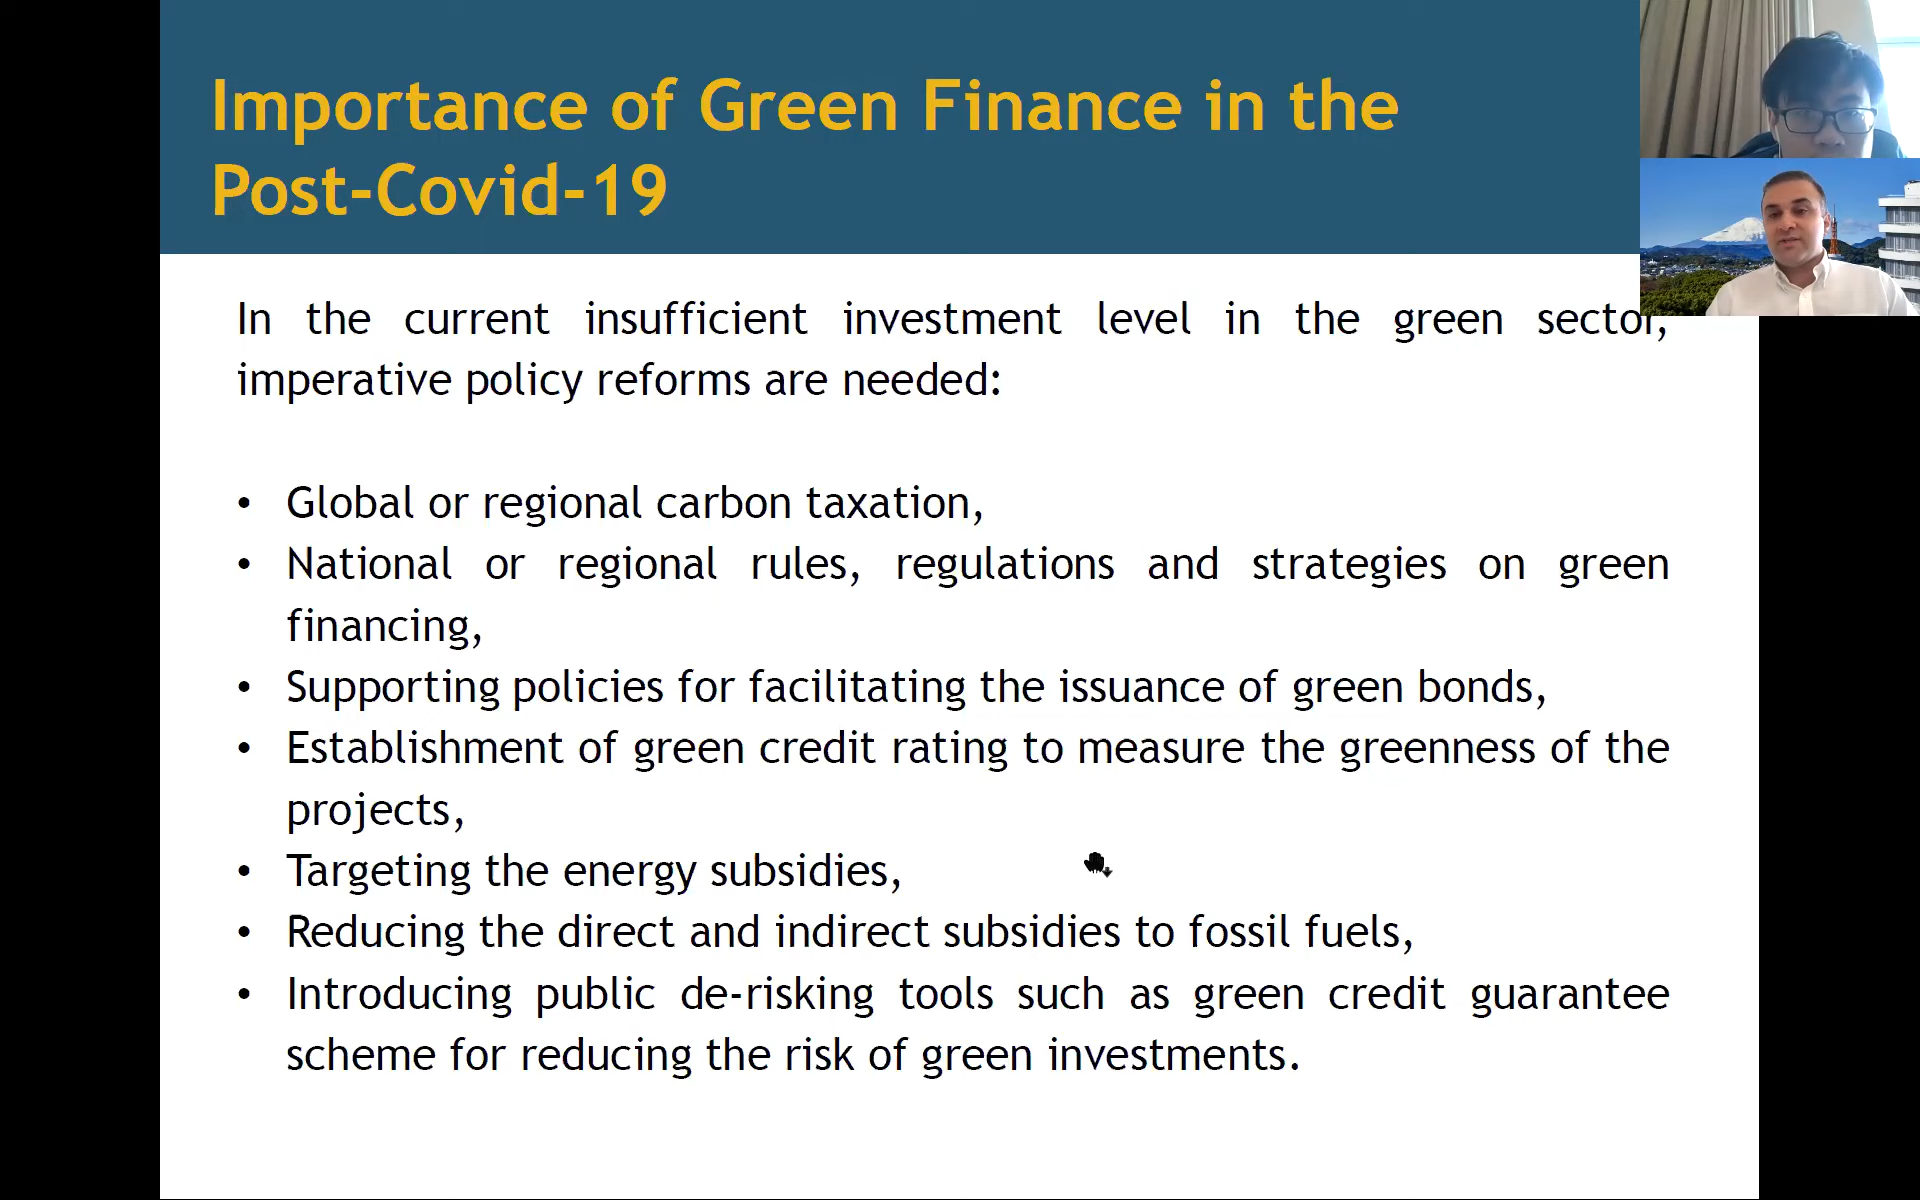 Importance of Green Finance in the
Post-Covid-19
In the current insufficient investment level in the green sector,
imperative policy reforms are needed:
• Global or regional carbon taxation,
• National or regional rules, regulations and strategies on green
financing,
• Supporting policies for facilitating the issuance of green bonds,
• Establishment of green credit rating to measure the greenness of the
projects,
• Targeting the energy subsidies,
• Reducing the direct and indirect subsidies to fossil fuels,
• Introducing public de-risking tools such as green credit guarantee
scheme for reducing the risk of green investments.